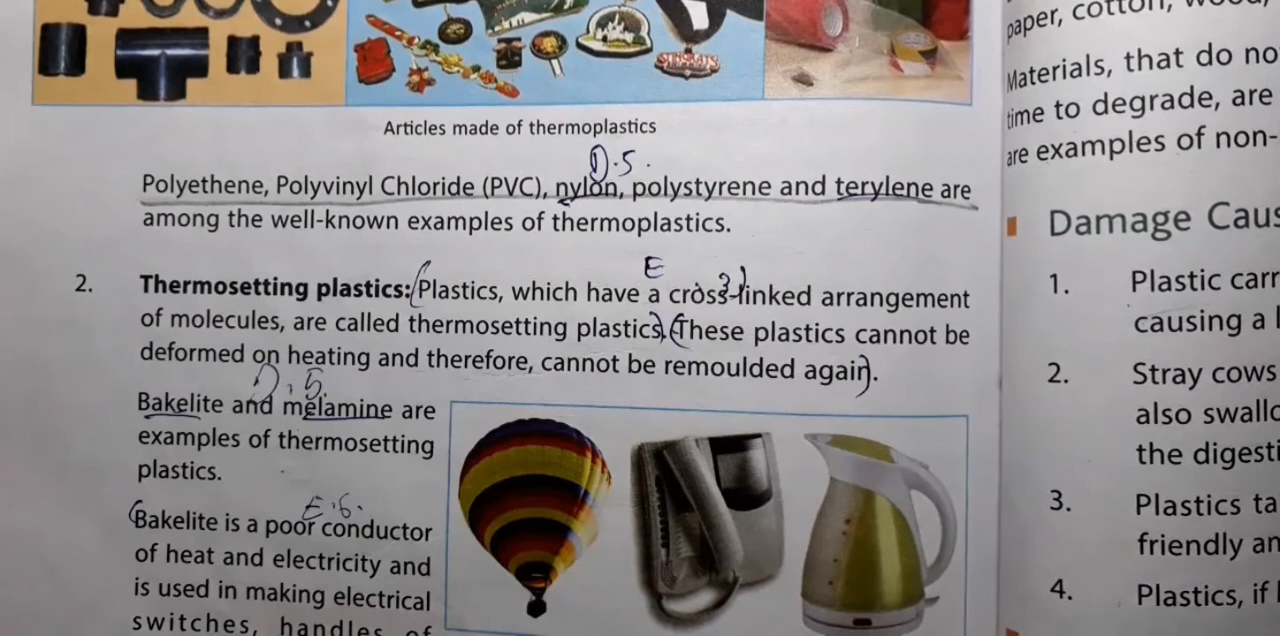 Articles made of thermoplastics
D.5.
Polyethene, Polyvinyl Chloride (PVC), nylon, polystyrene and terylene are
among the well-known examples of thermoplastics.
E 3)
2. Thermosetting plastics: (Plastics, which have a cross-linked arrangement
of molecules, are called thermosetting plastics). (These plastics cannot be
deformed on heating and therefore, cannot be remoulded again).
D.5.
Bakelite and melamine are
examples of thermosetting
plastics.
E.6.
(Bakelite is a poor conductor
of heat and electricity and
is used in making electrical
switches, handles of
paper, cotton, wood,
Materials, that do no
time to degrade, are
are examples of non-
Damage Caus
1. Plastic carr
causing a
2. Stray cows
also swallo
the digesti
3. Plastics ta
friendly an
4. Plastics, if